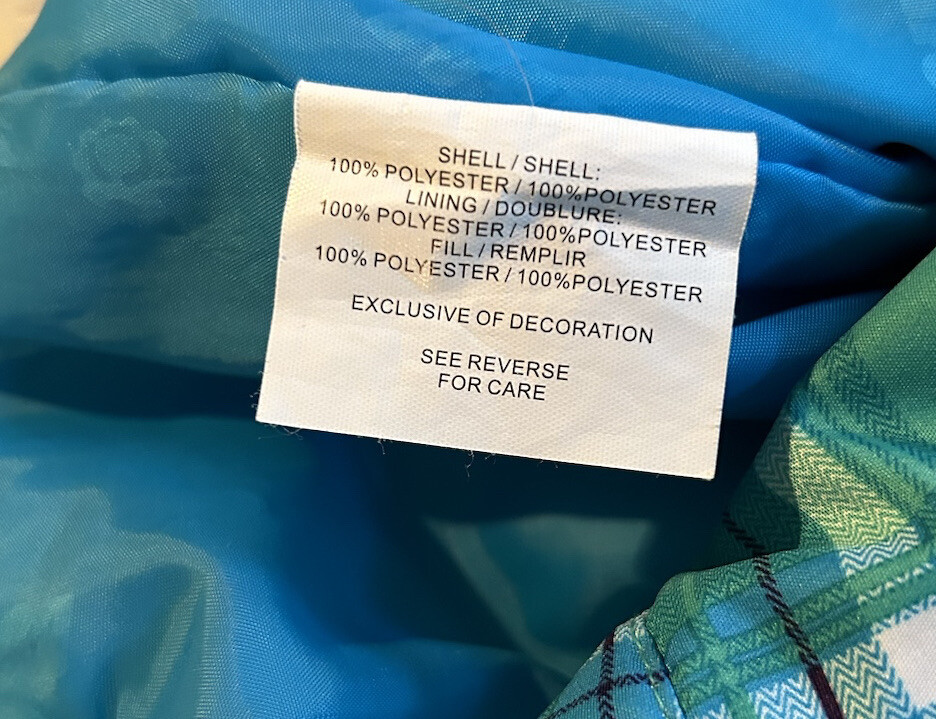 SHELL / SHELL:
100% POLYESTER / 100%POLYESTER
LINING / DOUBLURE:
100% POLYESTER / 100%POLYESTER
FILL / REMPLIR
100% POLYESTER / 100%POLYESTER
EXCLUSIVE OF DECORATION
SEE REVERSE
FOR CARE